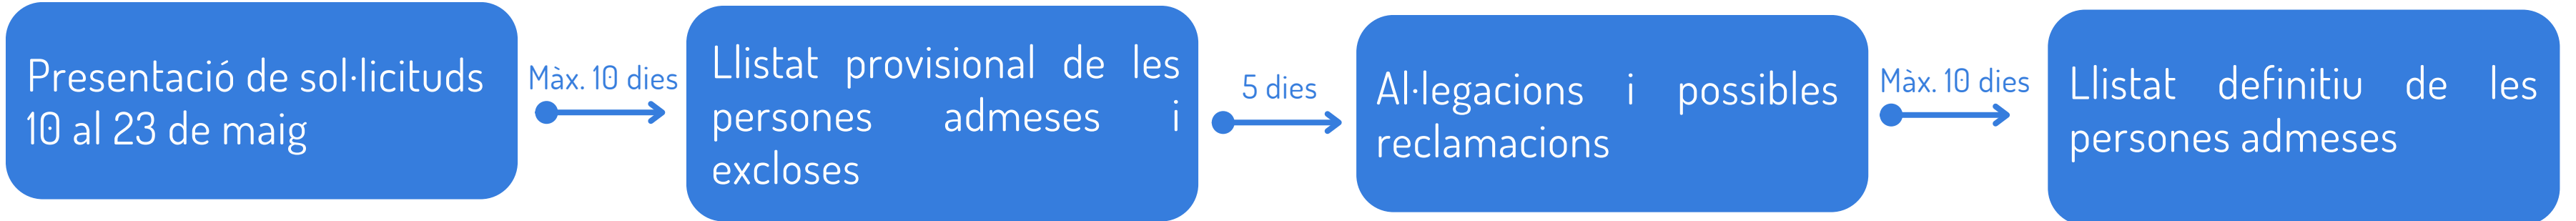 Presentació de sol·licituds
10 al 23 de maig
Màx. 10 dies
Llistat provisional de les
persones admeses i
excloses
5 dies
Al·legacions i possibles
reclamacions
Màx. 10 dies
Llistat definitiu de les
persones admeses